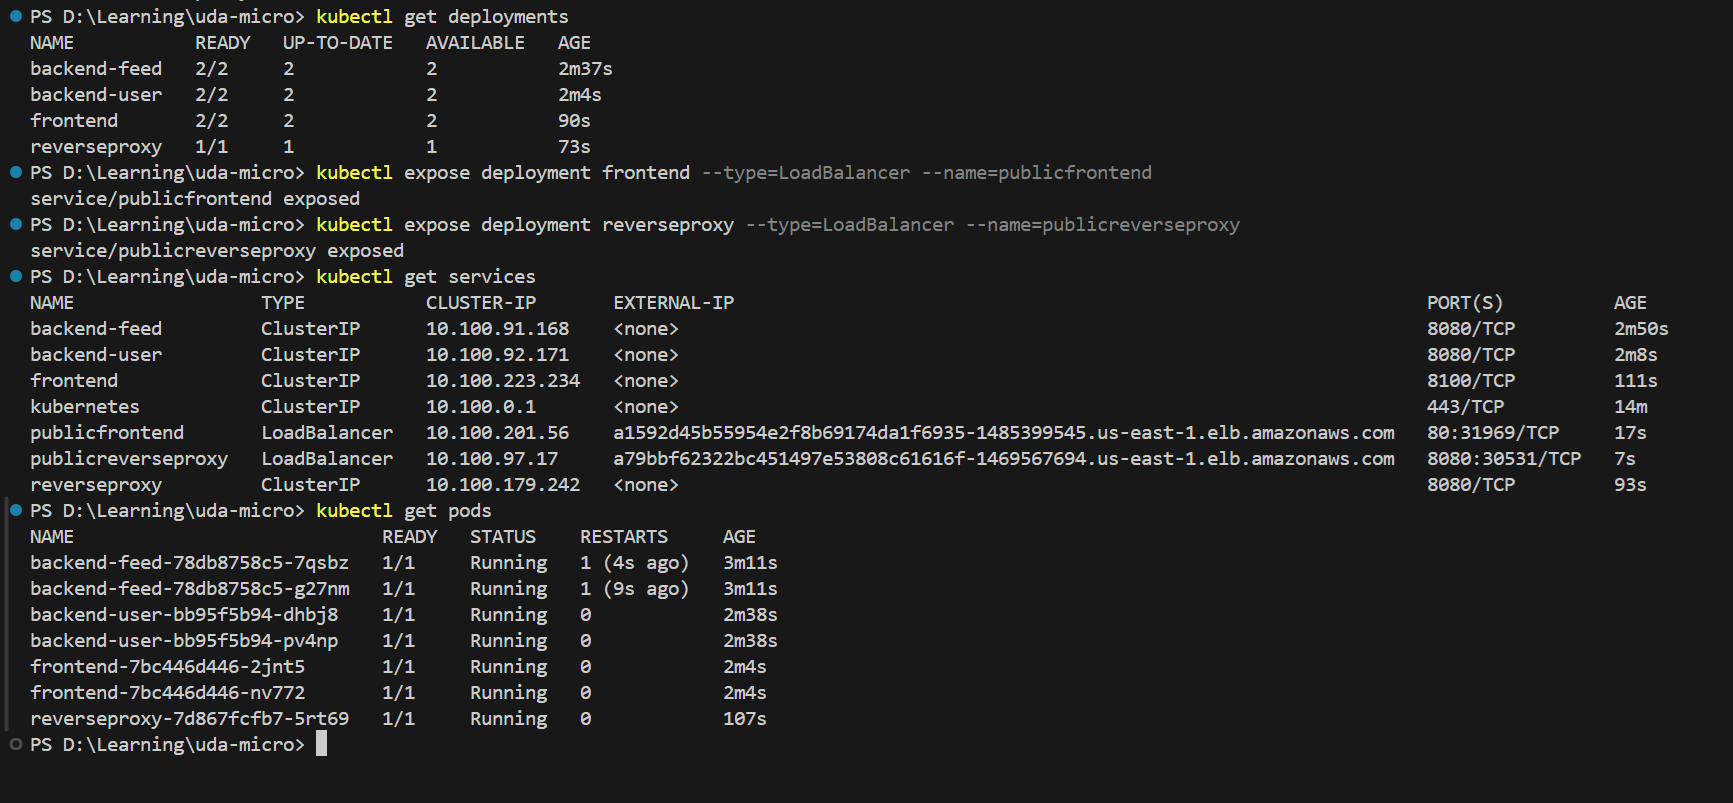 PS D:\Learning\uda-micro> kubectl get deployments
NAME READY UP-TO-DATE AVAILABLE AGE
backend-feed 2/2 2 2 2m37s
backend-user 2/2 2 2 2m4s
frontend 2/2 2 2 90s
reverseproxy 1/1 1 1 73s
PS D:\Learning\uda-micro> kubectl expose deployment frontend --type=LoadBalancer --name=publicfrontend
service/publicfrontend exposed
PS D:\Learning\uda-micro> kubectl expose deployment reverseproxy --type=LoadBalancer --name=publicreverseproxy
service/publicreverseproxy exposed
PS D:\Learning\uda-micro> kubectl get services
NAME TYPE CLUSTER-IP EXTERNAL-IP PORT(S) AGE
backend-feed ClusterIP 10.100.91.168 <none> 8080/TCP 2m50s
backend-user ClusterIP 10.100.92.171 <none> 8080/TCP 2m8s
frontend ClusterIP 10.100.223.234 <none> 8100/TCP 111s
kubernetes ClusterIP 10.100.0.1 <none> 443/TCP 14m
publicfrontend LoadBalancer 10.100.201.56 a1592d45b55954e2f8b69174da1f6935-1485399545.us-east-1.elb.amazonaws.com 80:31969/TCP 17s
publicreverseproxy LoadBalancer 10.100.97.17 a79bbf62322bc451497e53808c61616f-1469567694.us-east-1.elb.amazonaws.com 8080:30531/TCP 7s
reverseproxy ClusterIP 10.100.179.242 <none> 8080/TCP 93s
PS D:\Learning\uda-micro> kubectl get pods
NAME READY STATUS RESTARTS AGE
backend-feed-78db8758c5-7qsbz 1/1 Running 1 (4s ago) 3m11s
backend-feed-78db8758c5-g27nm 1/1 Running 1 (9s ago) 3m11s
backend-user-bb95f5b94-dhbj8 1/1 Running 0 2m38s
backend-user-bb95f5b94-pv4np 1/1 Running 0 2m38s
frontend-7bc446d446-2jnt5 1/1 Running 0 2m4s
frontend-7bc446d446-nv772 1/1 Running 0 2m4s
reverseproxy-7d867fcfb7-5rt69 1/1 Running 0 107s
PS D:\Learning\uda-micro>